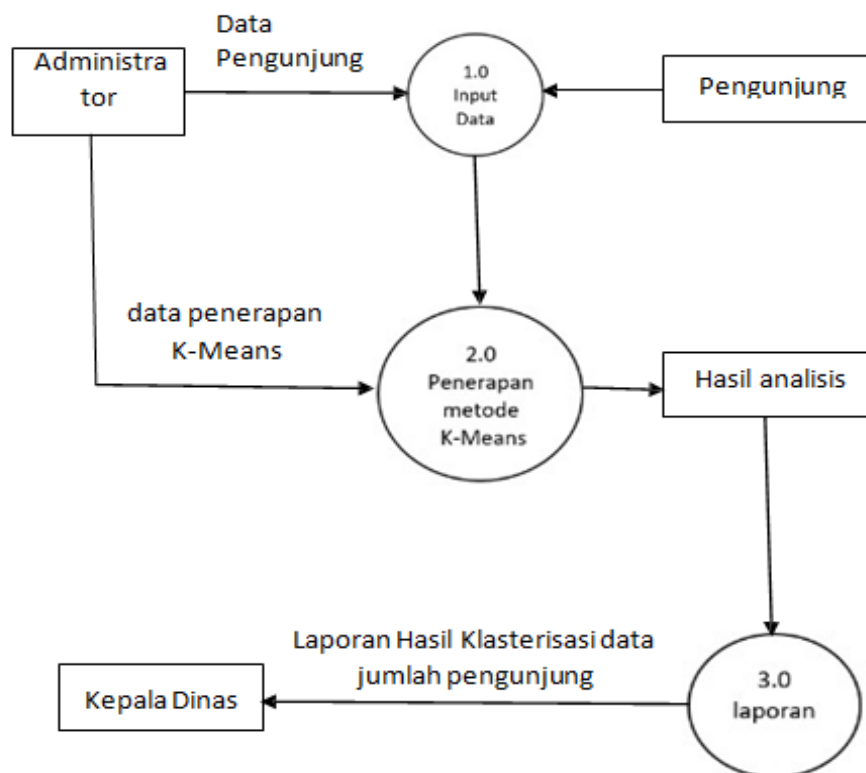 Data
Pengunjung
Administra
tor
1.0
Input
Data
Pengunjung
data penerapan
K-Means
2.0
Penerapan
metode
K-Means
Hasil analisis
Laporan Hasil Klasterisasi data
jumlah pengunjung
Kepala Dinas
3.0
laporan